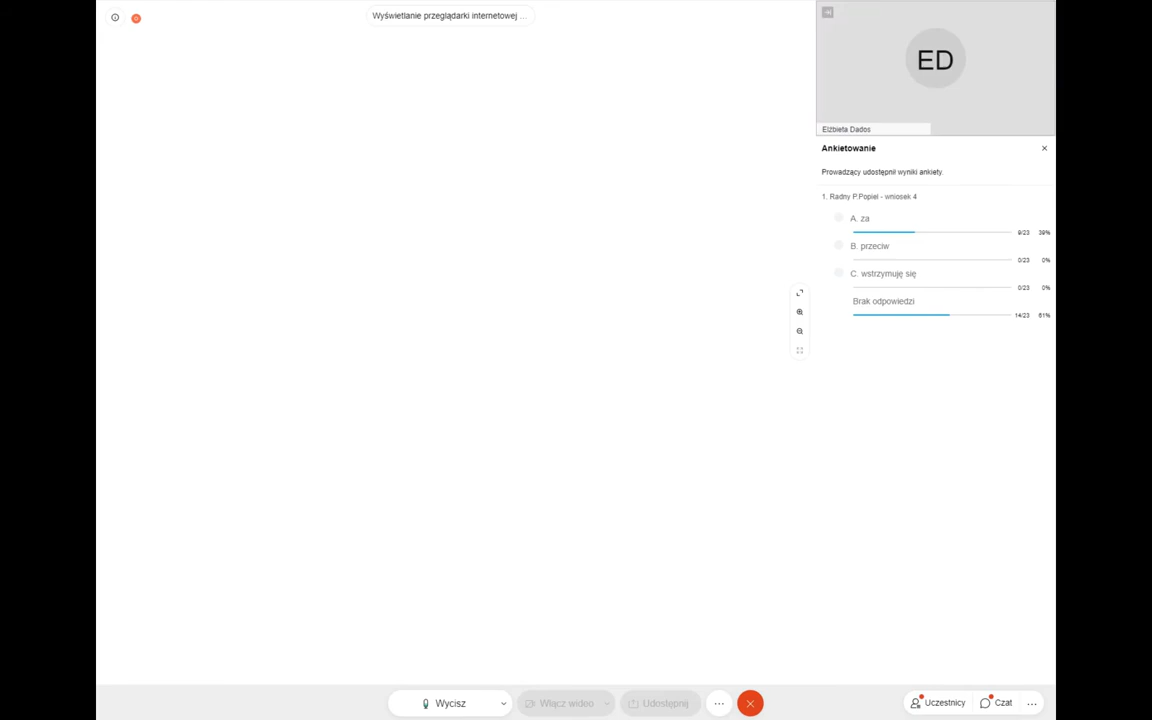 Wyświetlanie przeglądarki internetowej ...
ED
Elżbieta Dados
Ankietowanie
Prowadzący udostępnił wyniki ankiety.
1. Radny P.Popiel - wniosek 4
A. za
9/23 39%
B. przeciw
0/23 0%
C. wstrzymuję się
0/23 0%
Brak odpowiedzi
14/23 61%
Wycisz
Włącz wideo
Udostępnij
Uczestnicy
Czat